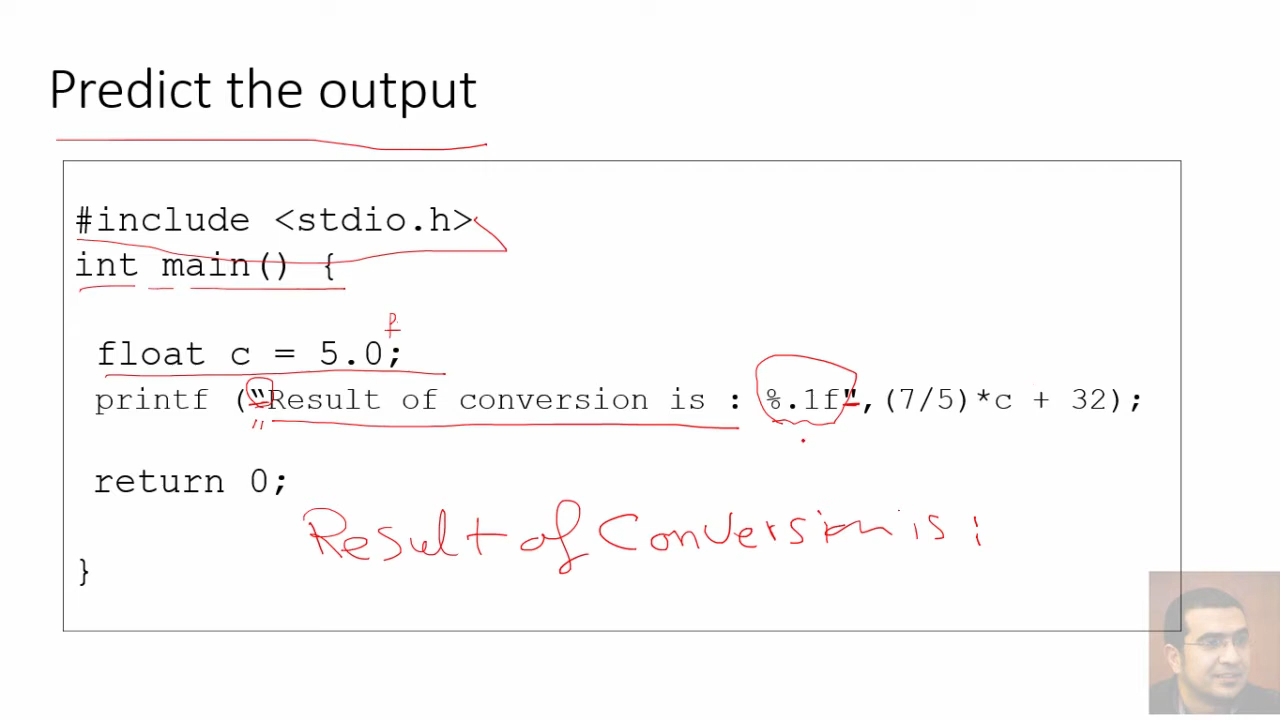 Predict the output
#include <stdio.h>
int main() {
f
float c = 5.0;
printf ("Result of conversion is : %.1f",(7/5)*c + 32);
"
return 0;
Result of Conversion is :
}